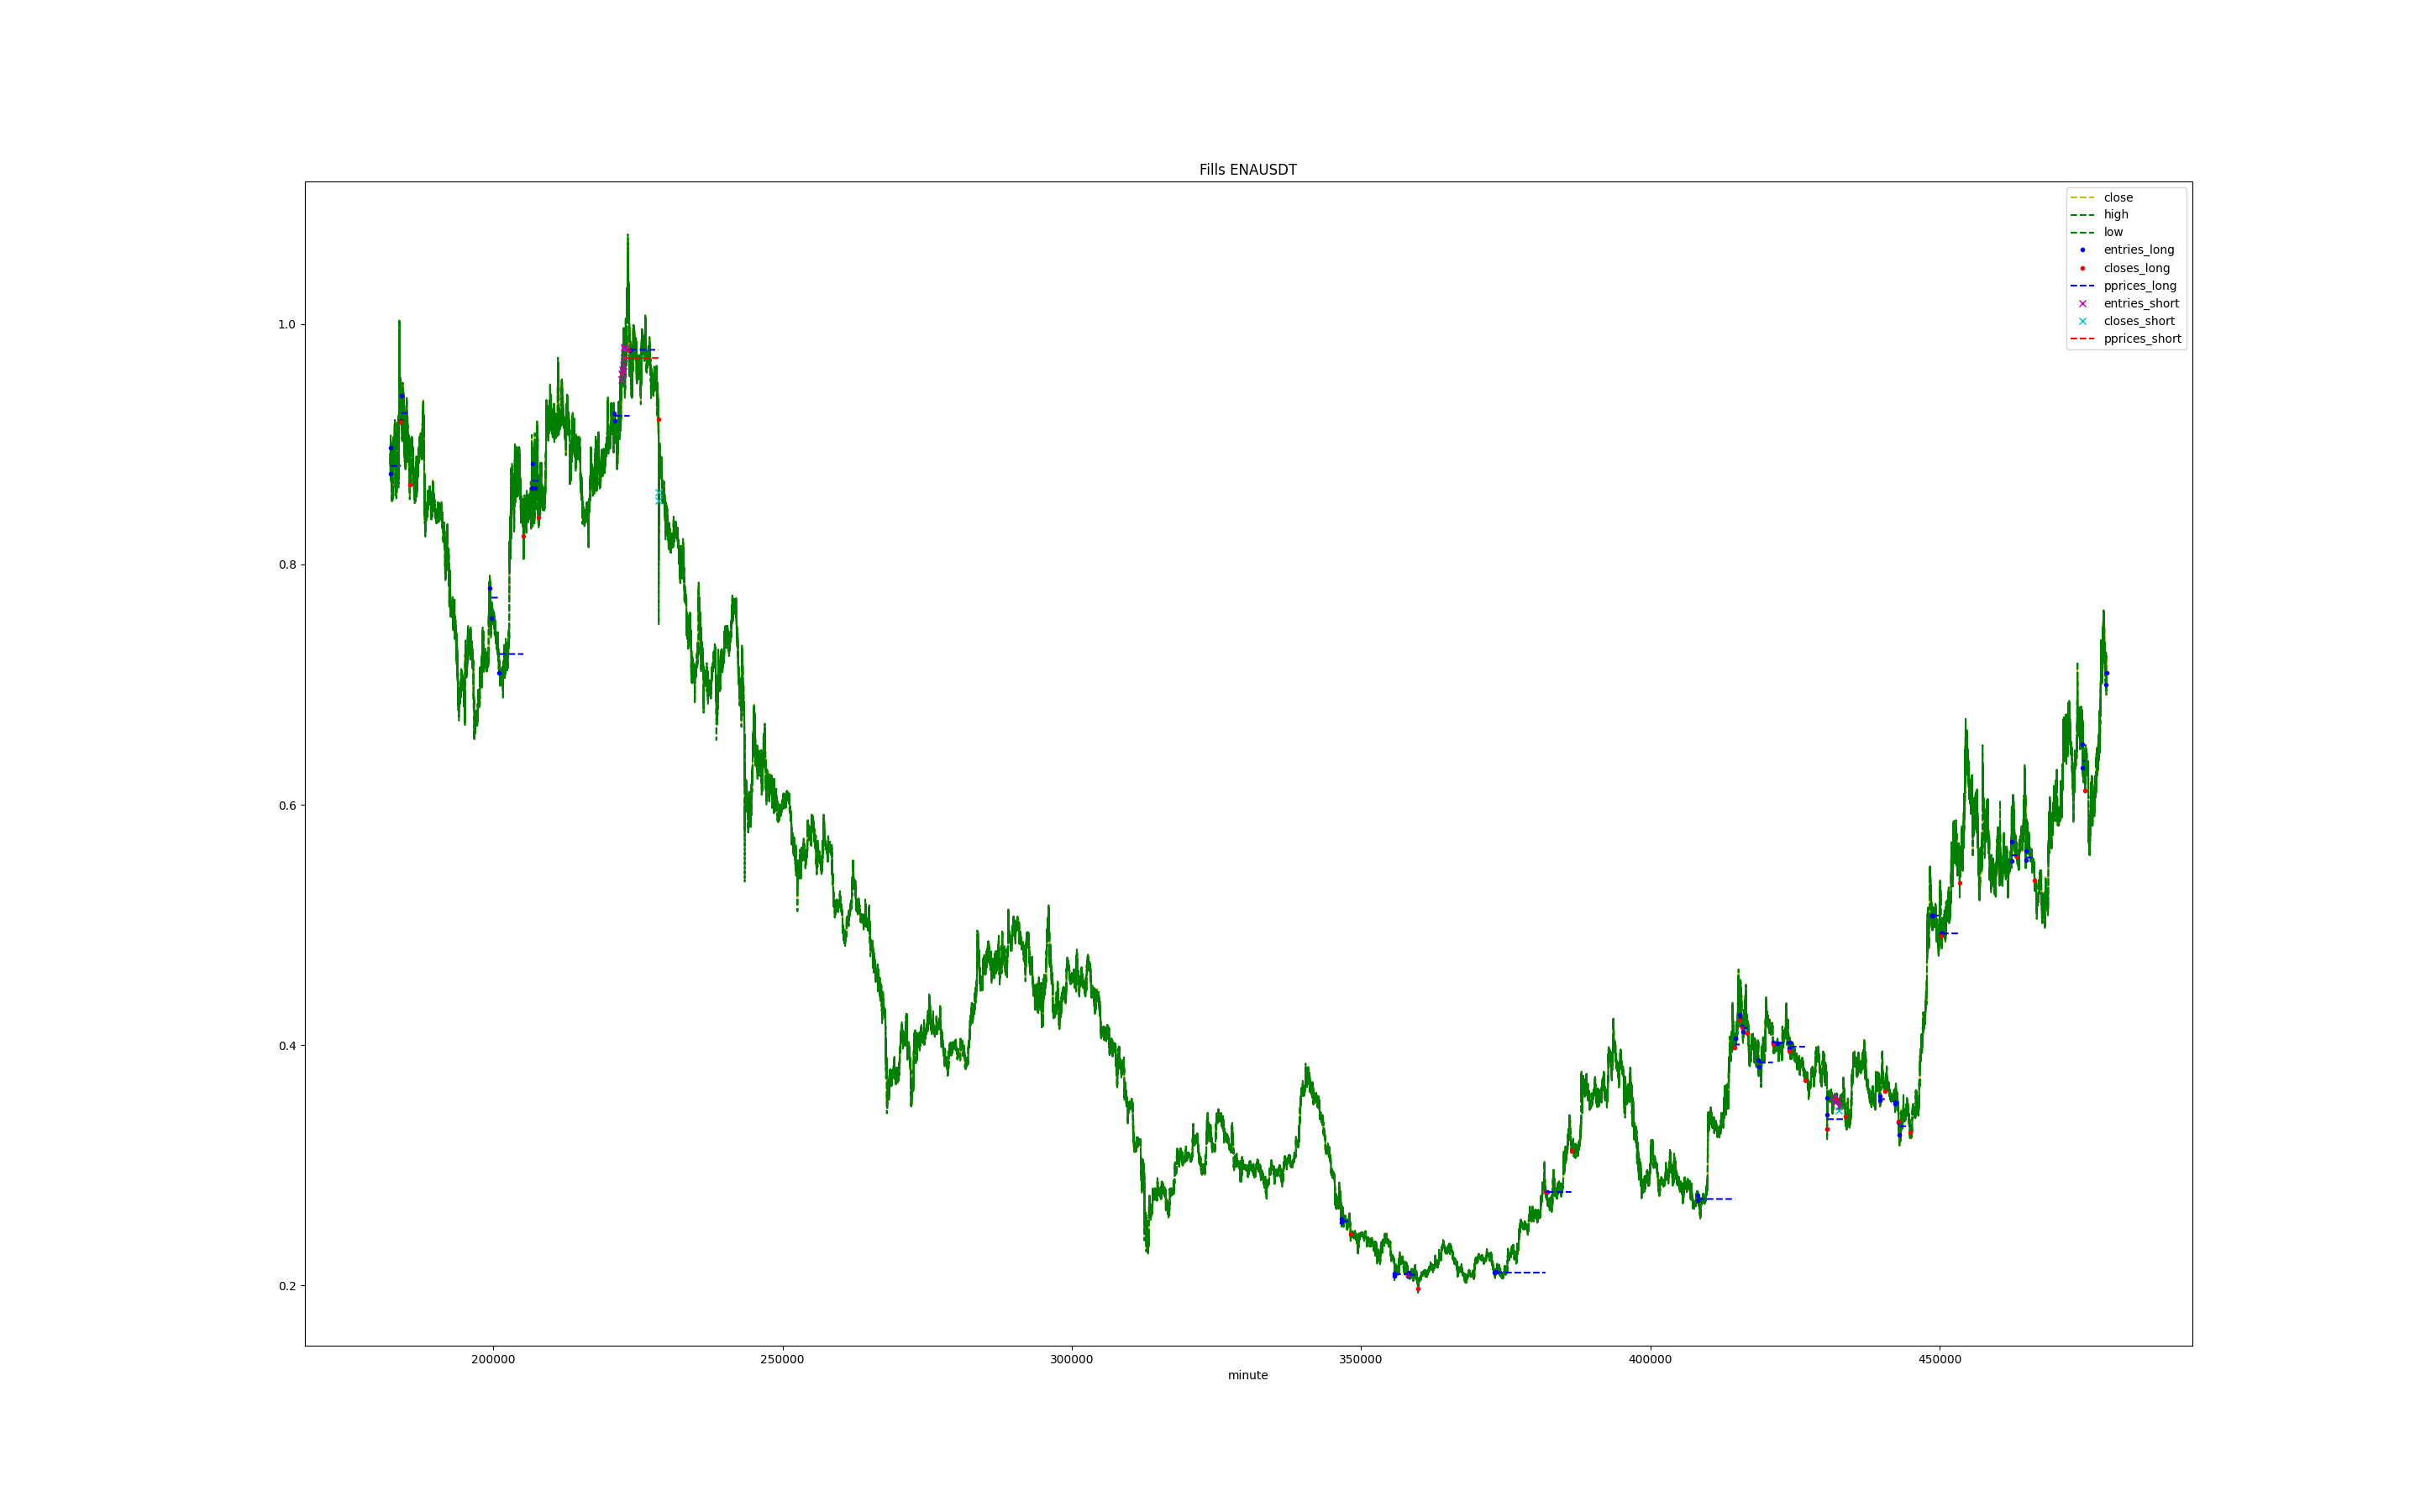 Fills ENAUSDT
close
high
low
entries_long
closes_long
pprices_long
entries_short
closes_short
pprices_short
1.0
0.8
0.6
0.4
0.2
200000 250000 300000 350000 400000 450000
minute